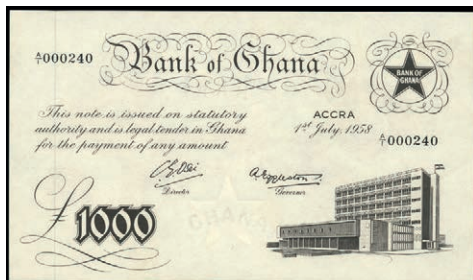 A/1 000240
Bank of Ghana
BANK OF
GHANA
This note is issued on statutory
authority and is legal tender in Ghana
for the payment of any amount
ACCRA
1st July, 1958
A/1 000240
Director
Governor
£1000
GHANA